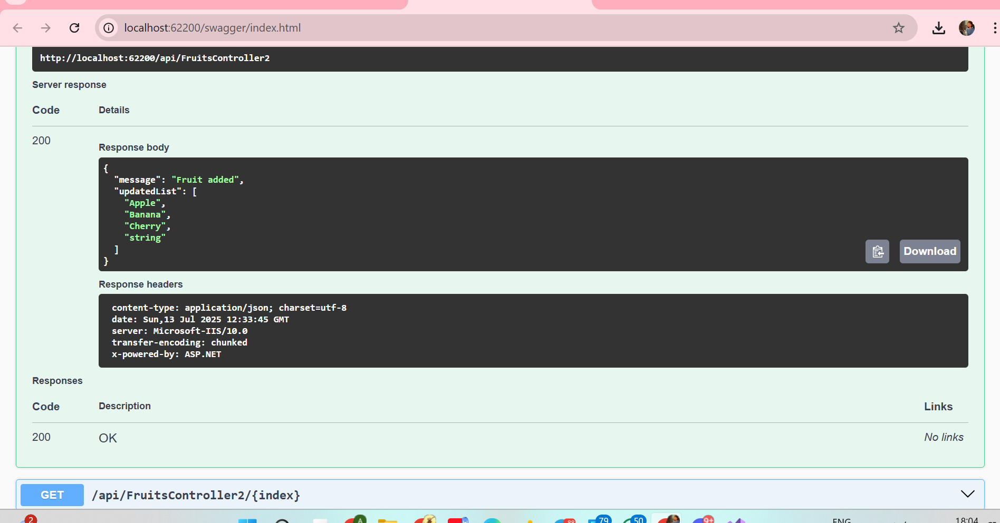 localhost:62200/swagger/index.html
http://localhost:62200/api/FruitsController2
Server response
Code Details
200
Response body
{
  "message": "Fruit added",
  "updatedList": [
    "Apple",
    "Banana",
    "Cherry",
    "string"
  ]
}
Download
Response headers
content-type: application/json; charset=utf-8
date: Sun,13 Jul 2025 12:33:45 GMT
server: Microsoft-IIS/10.0
transfer-encoding: chunked
x-powered-by: ASP.NET
Responses
Code Description Links
200 OK No links
GET /api/FruitsController2/{index}
2 A 88 79 50 9+ ENG 18:04